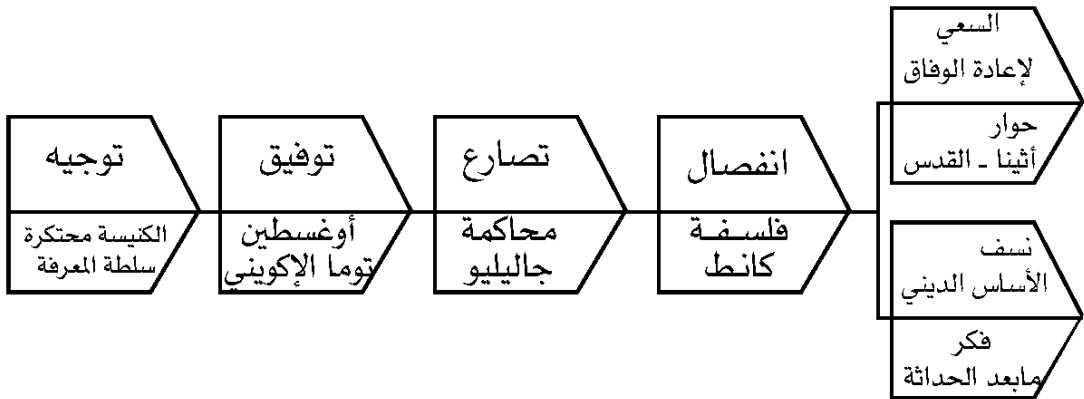 توجيه
الكنيسة محتكرة
سلطة المعرفة
توفيق
أوغسطين
توما الإكويني
تصارع
محاكمة
جاليليو
انفصال
فلسفة
كانط
السعي
لإعادة الوفاق
حوار
أثينا ـ القدس
نسف
الأساس الديني
فكر
مابعد الحداثة